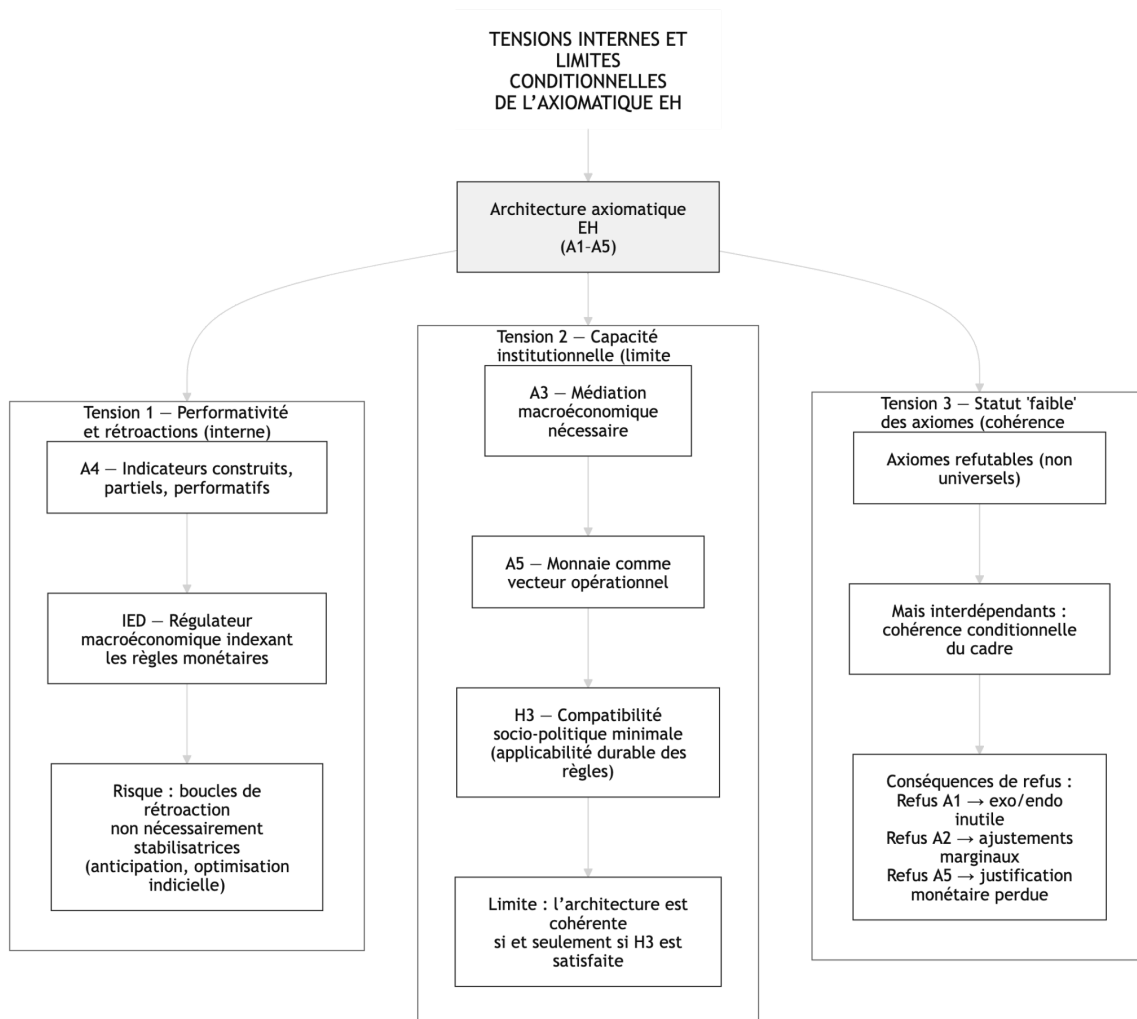 TENSIONS INTERNES ET
LIMITES
CONDITIONNELLES
DE L’AXIOMATIQUE EH
Architecture axiomatique
EH
(A1–A5)
Tension 1 — Performativité
et rétroactions (interne)
A4 — Indicateurs construits,
partiels, performatifs
IED — Régulateur
macroéconomique indexant
les règles monétaires
Risque : boucles de
rétroaction
non nécessairement
stabilisatrices
(anticipation, optimisation
indicielle)
Tension 2 — Capacité
institutionnelle (limite
A3 — Médiation
macroéconomique
nécessaire
A5 — Monnaie comme
vecteur opérationnel
H3 — Compatibilité
socio-politique minimale
(applicabilité durable des
règles)
Limite : l’architecture est
cohérente
si et seulement si H3 est
satisfaite
Tension 3 — Statut 'faible'
des axiomes (cohérence
Axiomes refutables (non
universels)
Mais interdépendants :
cohérence conditionnelle
du cadre
Conséquences de refus :
Refus A1 → exo/endo
inutile
Refus A2 → ajustements
marginaux
Refus A5 → justification
monétaire perdue